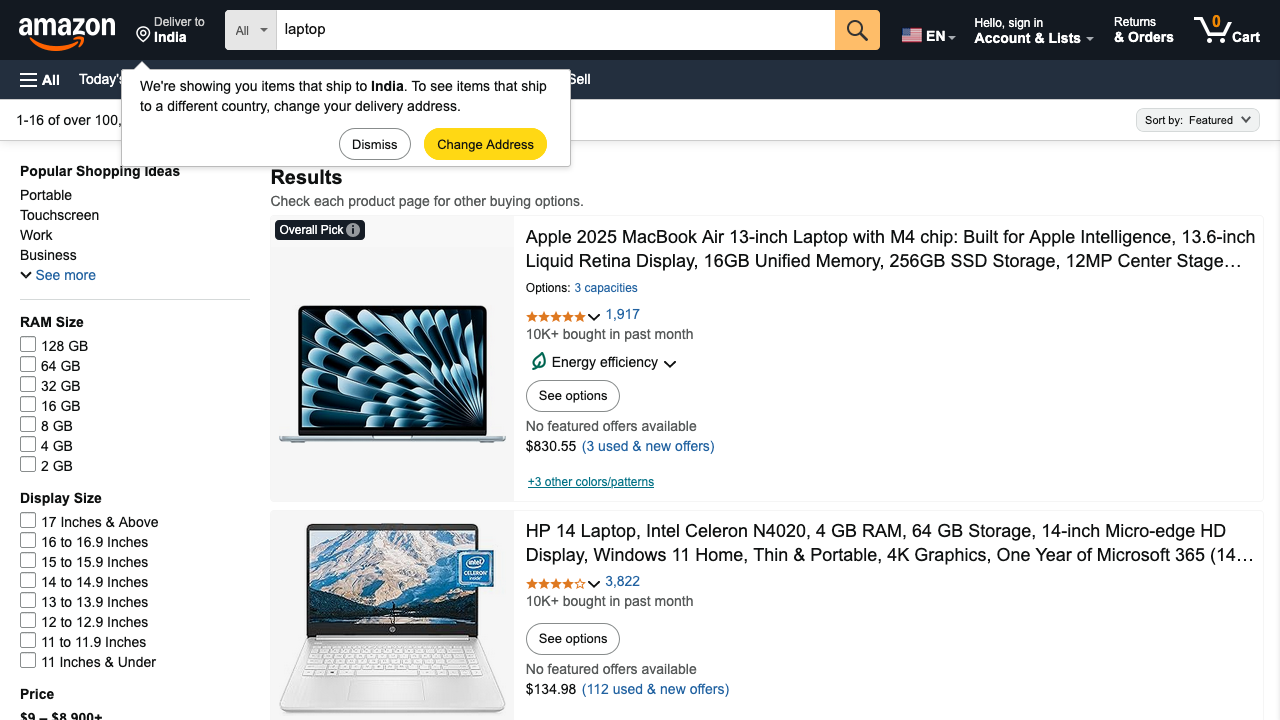 amazon
Deliver to
India
All
laptop
EN
Hello, sign in
Account & Lists
Returns
& Orders
0
Cart
All
Today's
Sell
We're showing you items that ship to India. To see items that ship
to a different country, change your delivery address.
Dismiss
Change Address
1-16 of over 100,
Sort by: Featured
Popular Shopping Ideas
Portable
Touchscreen
Work
Business
See more
RAM Size
128 GB
64 GB
32 GB
16 GB
8 GB
4 GB
2 GB
Display Size
17 Inches & Above
16 to 16.9 Inches
15 to 15.9 Inches
14 to 14.9 Inches
13 to 13.9 Inches
12 to 12.9 Inches
11 to 11.9 Inches
11 Inches & Under
Price
$9 – $8,900+
Results
Check each product page for other buying options.
Overall Pick
Apple 2025 MacBook Air 13-inch Laptop with M4 chip: Built for Apple Intelligence, 13.6-inch
Liquid Retina Display, 16GB Unified Memory, 256GB SSD Storage, 12MP Center Stage…
Options: 3 capacities
1,917
10K+ bought in past month
Energy efficiency
See options
No featured offers available
$830.55 (3 used & new offers)
+3 other colors/patterns
intel
CELERON
inside
hp
HP 14 Laptop, Intel Celeron N4020, 4 GB RAM, 64 GB Storage, 14-inch Micro-edge HD
Display, Windows 11 Home, Thin & Portable, 4K Graphics, One Year of Microsoft 365 (14…
3,822
10K+ bought in past month
See options
No featured offers available
$134.98 (112 used & new offers)